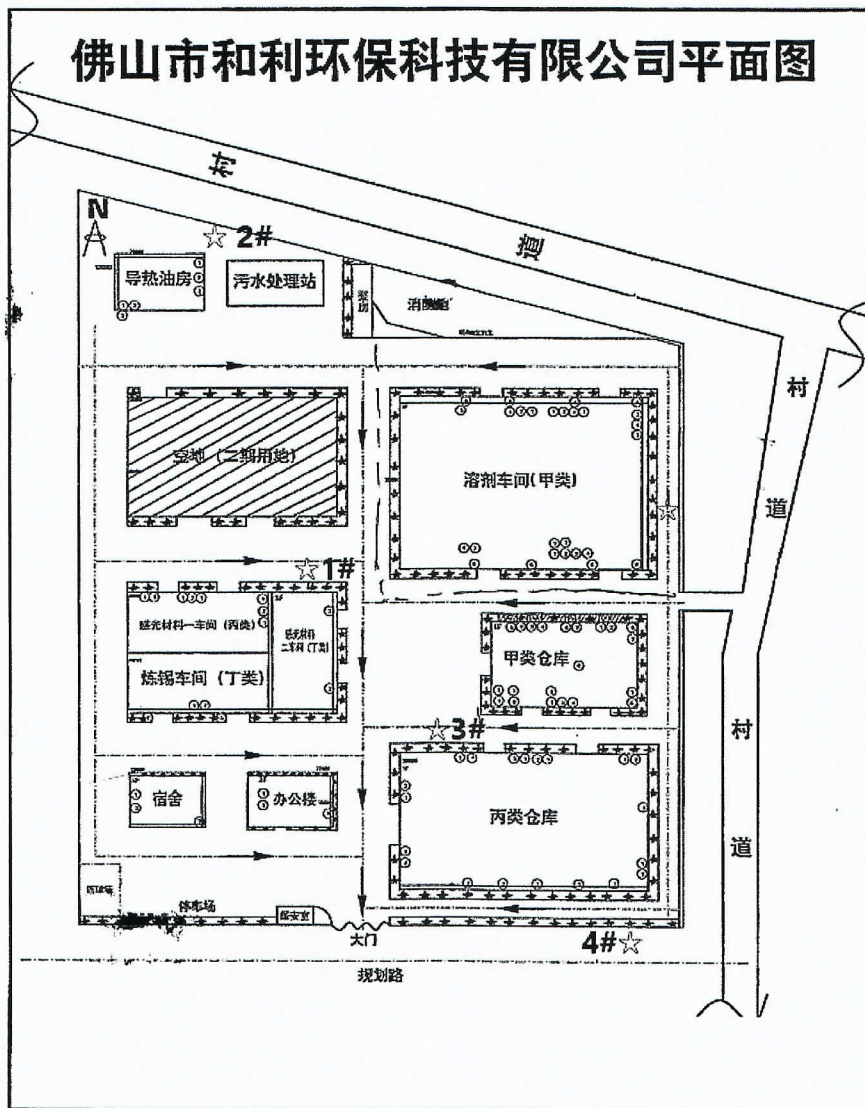 佛山市和利环保科技有限公司平面图
村
道
N
2#
导热油房
污水处理站
泵房
村
道
空地（二期用地）
溶剂车间(甲类)
1#
感光材料一车间（丙类）
感光材料
二车间(丁类)
炼锡车间（丁类）
甲类仓库
3#
宿舍
办公楼
丙类仓库
村
道
停车场
保安室
大门
4#
规划路